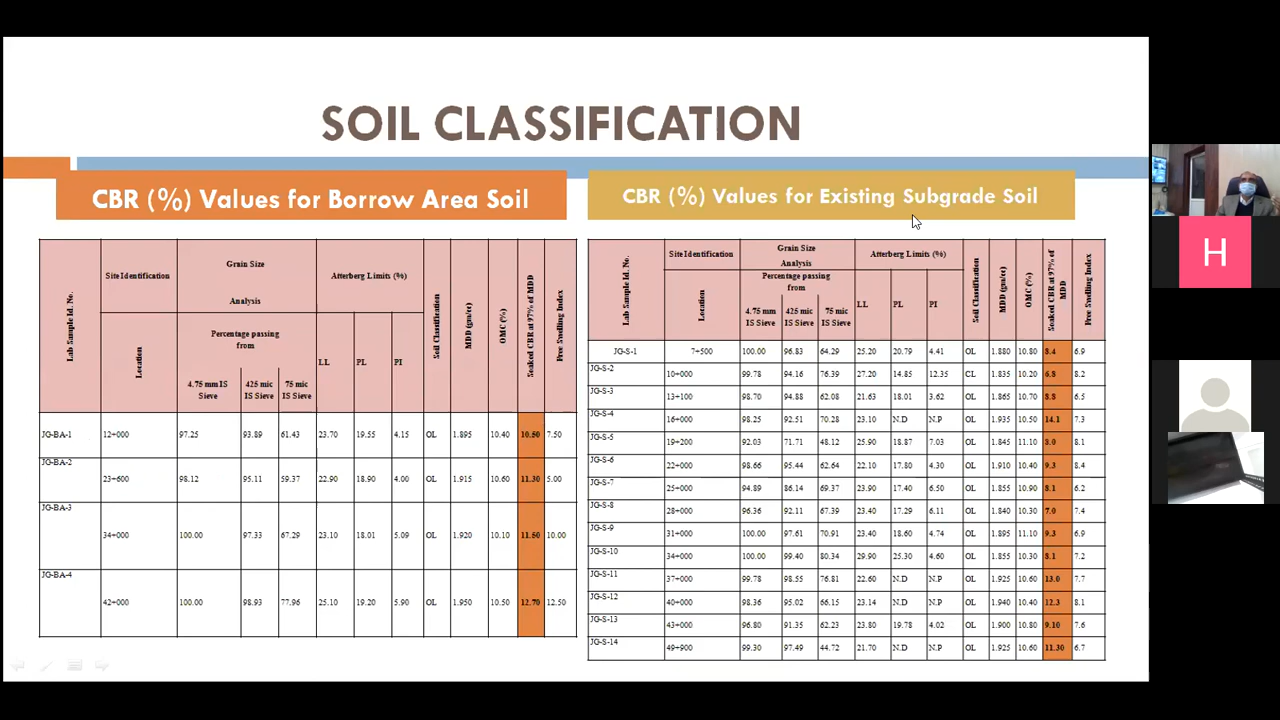 SOIL CLASSIFICATION
CBR (%) Values for Borrow Area Soil
Lab Sample Id. No.
Site Identification
Grain Size
Analysis
Atterberg Limits (%)
Soil Classification
MDD (gm/cc)
OMC (%)
Soaked CBR at 97% of MDD
Free Swelling Index
Location
Percentage passing
from
LL PL PI
4.75 mm IS Sieve
425 mic IS Sieve
75 mic IS Sieve
JG-BA-1 12+000 97.25 93.89 61.43 23.70 19.55 4.15 OL 1.895 10.40 10.50 7.50
JG-BA-2 23+600 98.12 95.11 59.37 22.90 18.90 4.00 OL 1.915 10.60 11.30 5.00
JG-BA-3 34+000 100.00 97.33 67.29 23.10 18.01 5.09 OL 1.920 10.10 11.50 10.00
JG-BA-4 42+000 100.00 98.93 77.96 25.10 19.20 5.90 OL 1.950 10.50 12.70 12.50
CBR (%) Values for Existing Subgrade Soil
Lab Sample Id. No.
Site Identification
Grain Size
Analysis
Atterberg Limits (%)
Soil Classification
MDD (gm/cc)
OMC (%)
Soaked CBR at 97% of MDD
Free Swelling Index
Location
Percentage passing
from
LL PL PI
4.75 mm IS Sieve
425 mic IS Sieve
75 mic IS Sieve
JG-S-1 7+500 100.00 96.83 64.29 25.20 20.79 4.41 OL 1.880 10.80 8.4 6.9
JG-S-2 10+000 99.78 94.16 76.39 27.20 14.85 12.35 CL 1.835 10.20 6.8 8.2
JG-S-3 13+100 98.70 94.88 62.08 21.63 18.01 3.62 OL 1.865 10.70 8.8 6.5
JG-S-4 16+000 98.25 92.51 70.28 23.10 N.D N.P OL 1.935 10.50 14.1 7.3
JG-S-5 19+200 92.03 71.71 48.12 25.90 18.87 7.03 OL 1.845 11.10 8.0 8.1
JG-S-6 22+000 98.66 95.44 62.64 22.10 17.80 4.30 OL 1.910 10.40 9.3 8.4
JG-S-7 25+000 94.89 86.14 69.37 23.90 17.40 6.50 OL 1.855 10.90 8.1 6.2
JG-S-8 28+000 96.36 92.11 67.39 23.40 17.29 6.11 OL 1.840 10.30 7.0 7.4
JG-S-9 31+000 100.00 97.61 70.91 23.40 18.60 4.74 OL 1.895 11.10 9.3 6.9
JG-S-10 34+000 100.00 99.40 80.34 29.90 25.30 4.60 OL 1.855 10.30 8.1 7.2
JG-S-11 37+000 99.78 98.55 76.81 22.60 N.D N.P OL 1.925 10.60 13.0 7.7
JG-S-12 40+000 98.36 95.02 66.15 23.14 N.D N.P OL 1.940 10.40 12.3 8.1
JG-S-13 43+000 96.80 91.35 62.23 23.80 19.78 4.02 OL 1.900 10.80 9.10 7.6
JG-S-14 49+900 99.30 97.49 44.72 21.70 N.D N.P OL 1.925 10.60 11.30 6.7
H